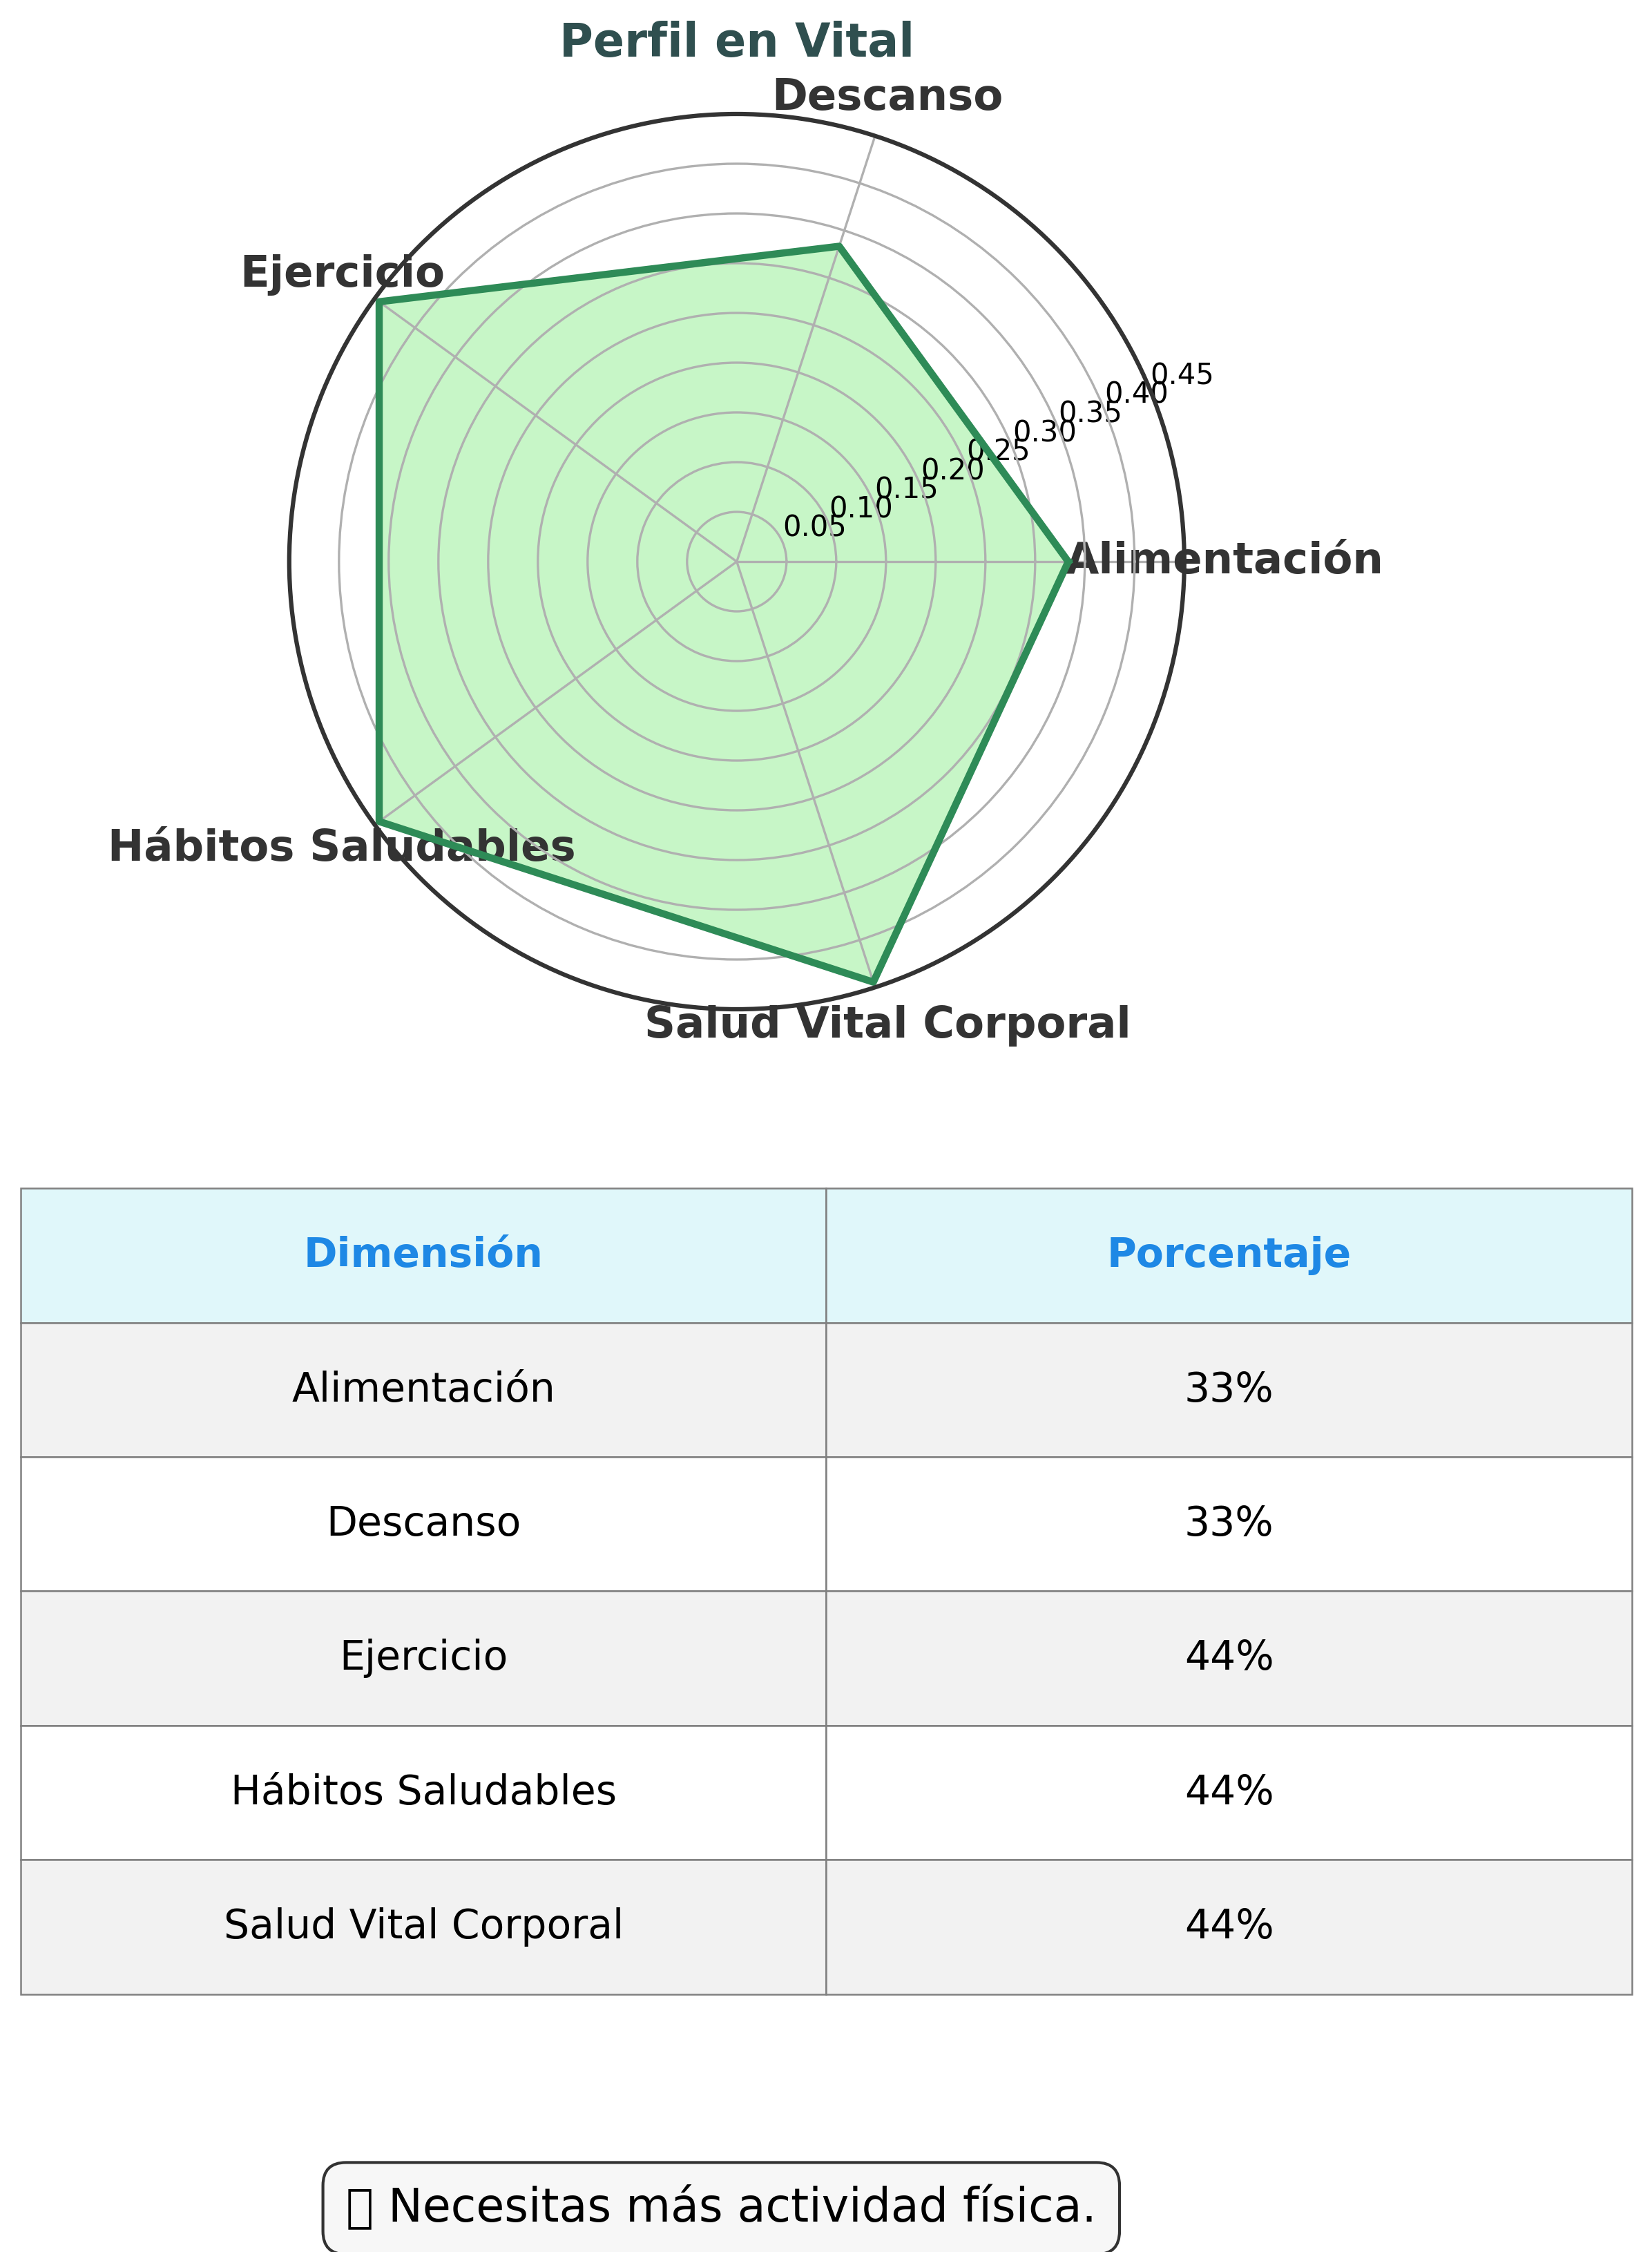 Perfil en Vital
Descanso
Ejercicio
0.45
0.40
0.35
0.30
0.25
0.20
0.15
0.10
0.05
Alimentación
Hábitos Saludables
Salud Vital Corporal
Dimensión Porcentaje
Alimentación 33%
Descanso 33%
Ejercicio 44%
Hábitos Saludables 44%
Salud Vital Corporal 44%
Necesitas más actividad física.